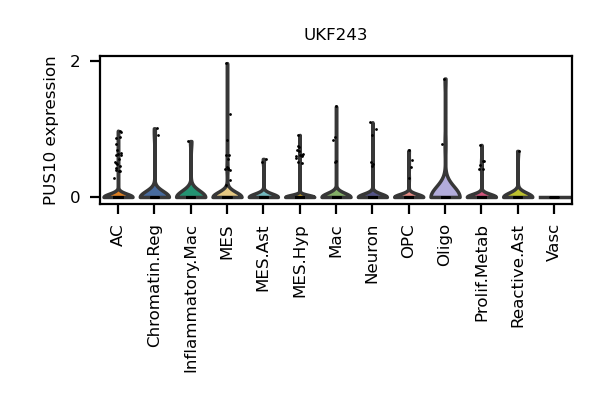 UKF243
PUS10 expression
2
0
AC
Chromatin.Reg
Inflammatory.Mac
MES
MES.Ast
MES.Hyp
Mac
Neuron
OPC
Oligo
Prolif.Metab
Reactive.Ast
Vasc